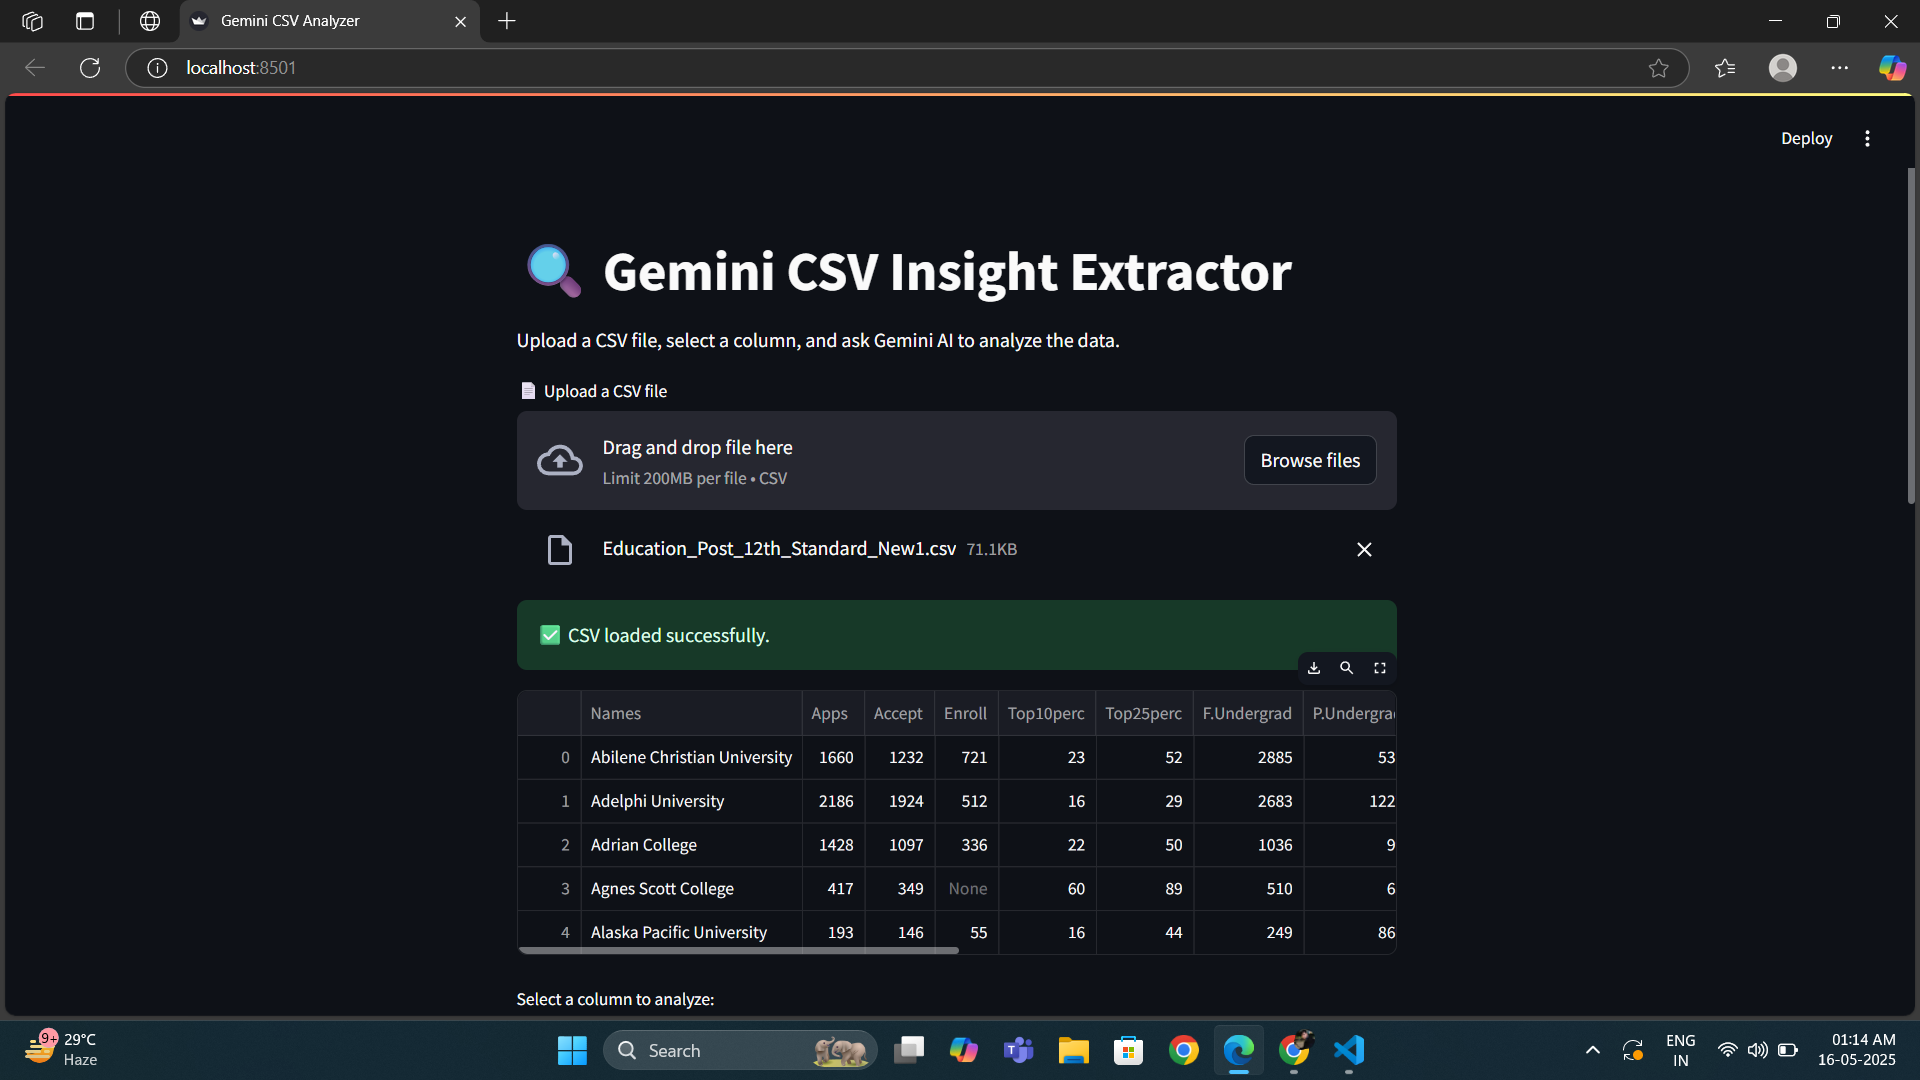 Gemini CSV Analyzer
localhost:8501
Deploy
Gemini CSV Insight Extractor
Upload a CSV file, select a column, and ask Gemini AI to analyze the data.
Upload a CSV file
Drag and drop file here
Limit 200MB per file • CSV
Browse files
Education_Post_12th_Standard_New1.csv 71.1KB
CSV loaded successfully.
Names Apps Accept Enroll Top10perc Top25perc F.Undergrad P.Undergra
0 Abilene Christian University 1660 1232 721 23 52 2885 53
1 Adelphi University 2186 1924 512 16 29 2683 122
2 Adrian College 1428 1097 336 22 50 1036 9
3 Agnes Scott College 417 349 None 60 89 510 6
4 Alaska Pacific University 193 146 55 16 44 249 86
Select a column to analyze:
9+ 29°C
Haze
Search
ENG
IN
01:14 AM
16-05-2025